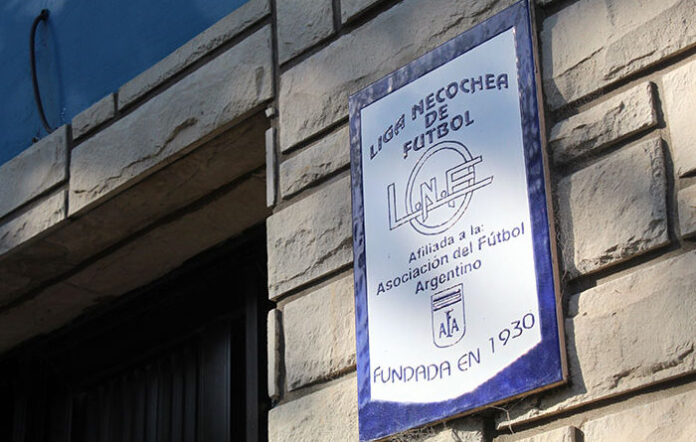 LIGA NECOCHEA
DE
FUTBOL
L.N.F
Afiliada a la:
Asociación del Fútbol
Argentino
AFA
FUNDADA EN 1930